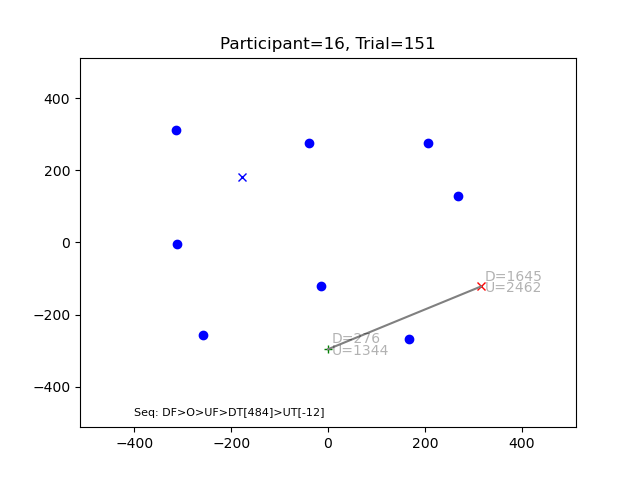 Participant=16, Trial=151
400
200
0
−200
−400
D=1645
U=2462
D=276
U=1344
Seq: DF>O>UF>DT[484]>UT[-12]
−400 −200 0 200 400